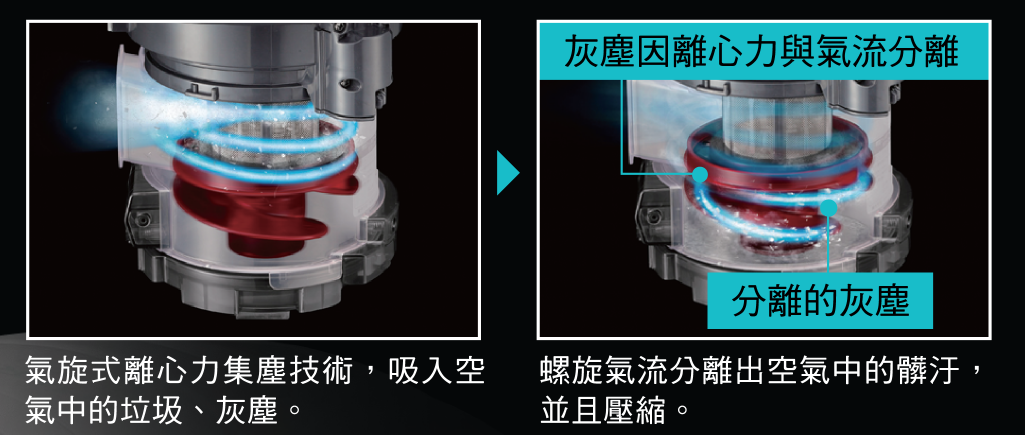 灰塵因離心力與氣流分離
分離的灰塵
氣旋式離心力集塵技術，吸入空
氣中的垃圾、灰塵。
螺旋氣流分離出空氣中的髒汙，
並且壓縮。